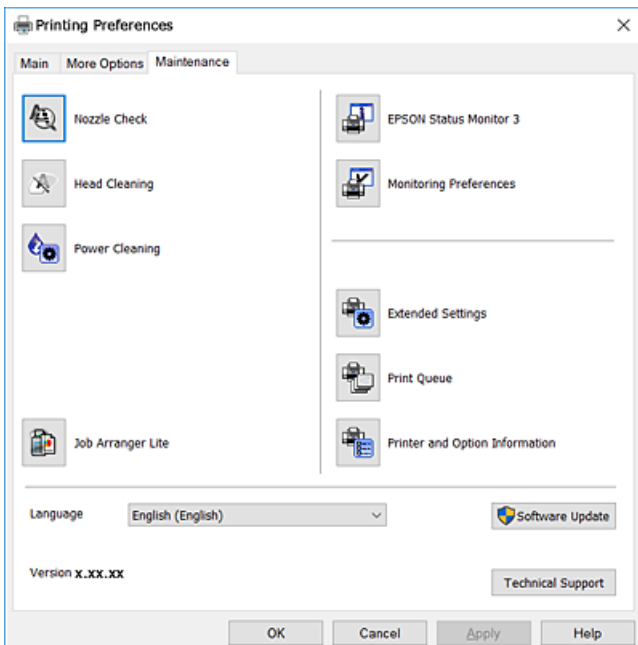 Printing Preferences
Main More Options Maintenance
Nozzle Check
Head Cleaning
Power Cleaning
Job Arranger Lite
EPSON Status Monitor 3
Monitoring Preferences
Extended Settings
Print Queue
Printer and Option Information
Language English (English) Software Update
Version x.xx.xx Technical Support
OK Cancel Apply Help